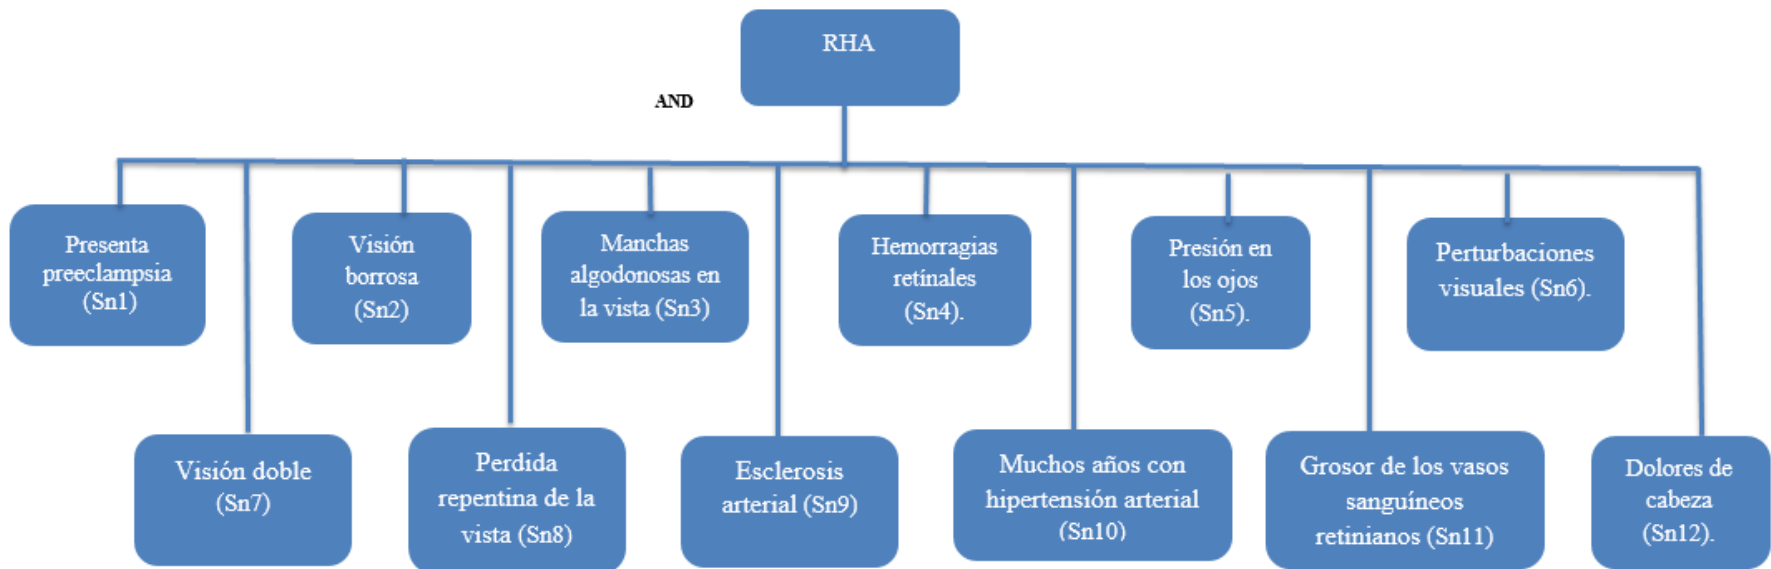 RHA
AND
Presenta
preeclampsia
(Sn1)
Visión
borrosa
(Sn2)
Manchas
algodonosas en
la vista (Sn3)
Hemorragias
retínales
(Sn4).
Presión en
los ojos
(Sn5).
Perturbaciones
visuales (Sn6).
Visión doble
(Sn7)
Perdida
repentina de la
vista (Sn8)
Esclerosis
arterial (Sn9)
Muchos años con
hipertensión arterial
(Sn10)
Grosor de los vasos
sanguíneos
retinianos (Sn11)
Dolores de
cabeza
(Sn12).